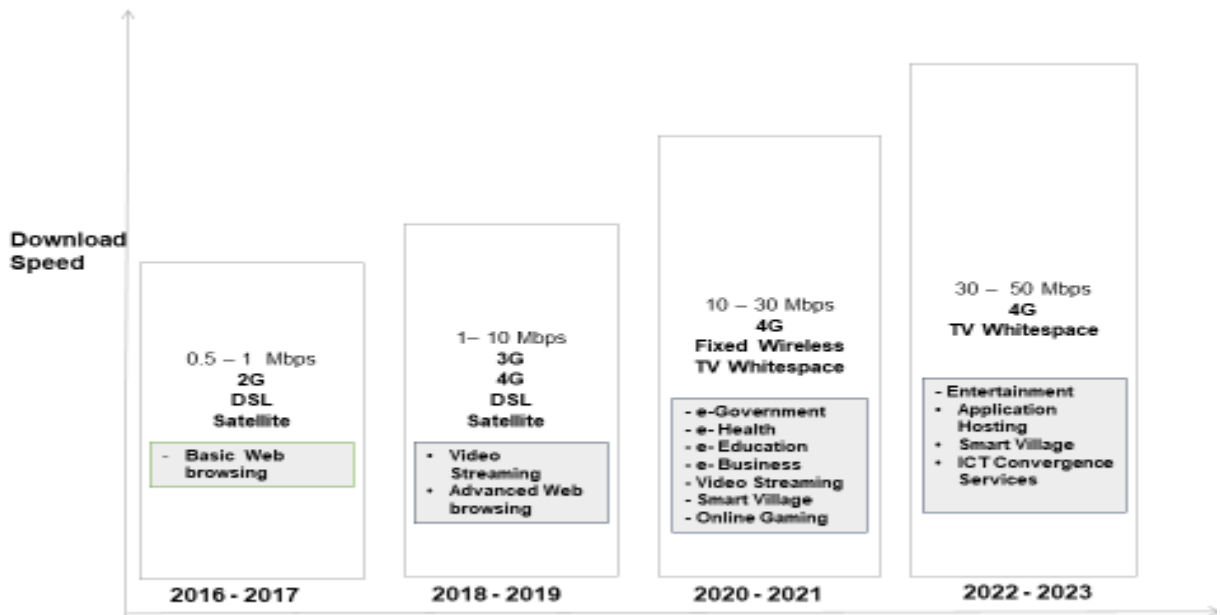 Download
Speed
0.5 – 1 Mbps
2G
DSL
Satellite
- Basic Web
browsing
2016 - 2017
1– 10 Mbps
3G
4G
DSL
Satellite
• Video
Streaming
• Advanced Web
browsing
2018 - 2019
10 – 30 Mbps
4G
Fixed Wireless
TV Whitespace
- e-Government
- e- Health
- e- Education
- e- Business
- Video Streaming
- Smart Village
- Online Gaming
2020 - 2021
30 – 50 Mbps
4G
TV Whitespace
- Entertainment
• Application
Hosting
• Smart Village
• ICT Convergence
Services
2022 - 2023